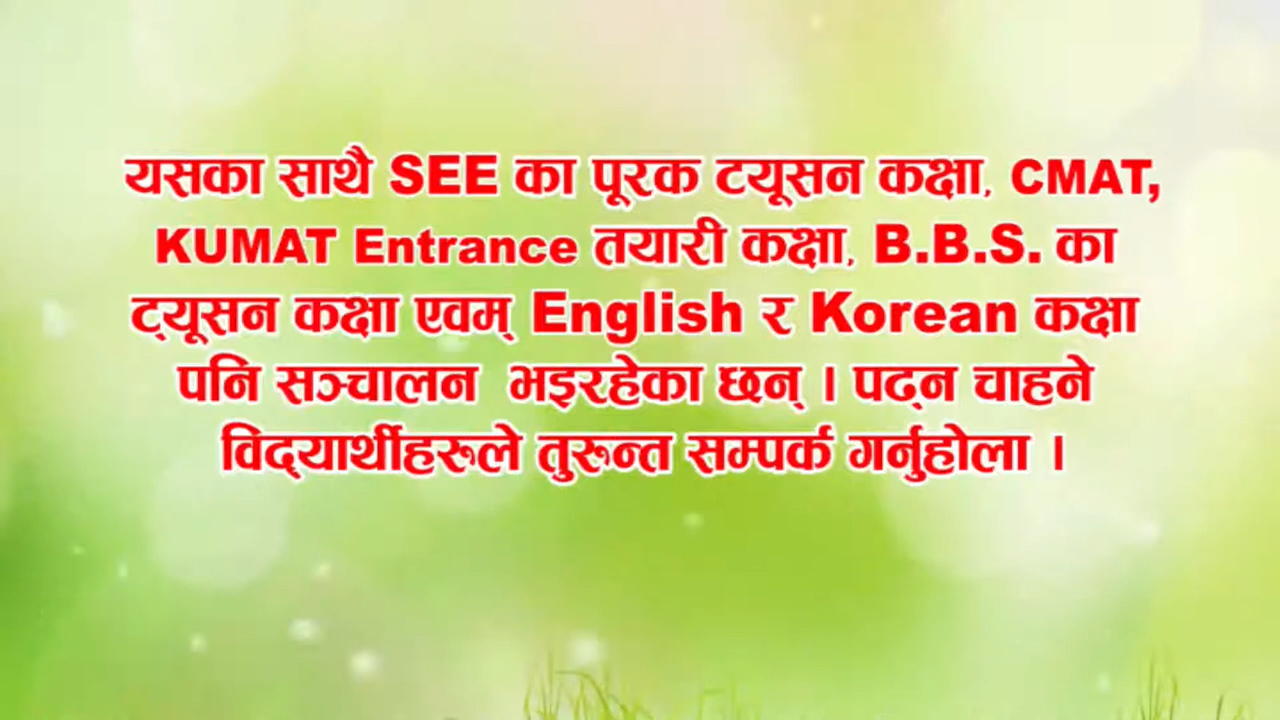 यसका साथै SEE का पूरक टयूसन कक्षा, CMAT,
KUMAT Entrance तयारी कक्षा, B.B.S. का
ट्यूसन कक्षा एवम् English र Korean कक्षा
पनि सञ्चालन भइरहेका छन् । पढ्न चाहने
विद्यार्थीहरूले तुरुन्त सम्पर्क गर्नुहोला ।